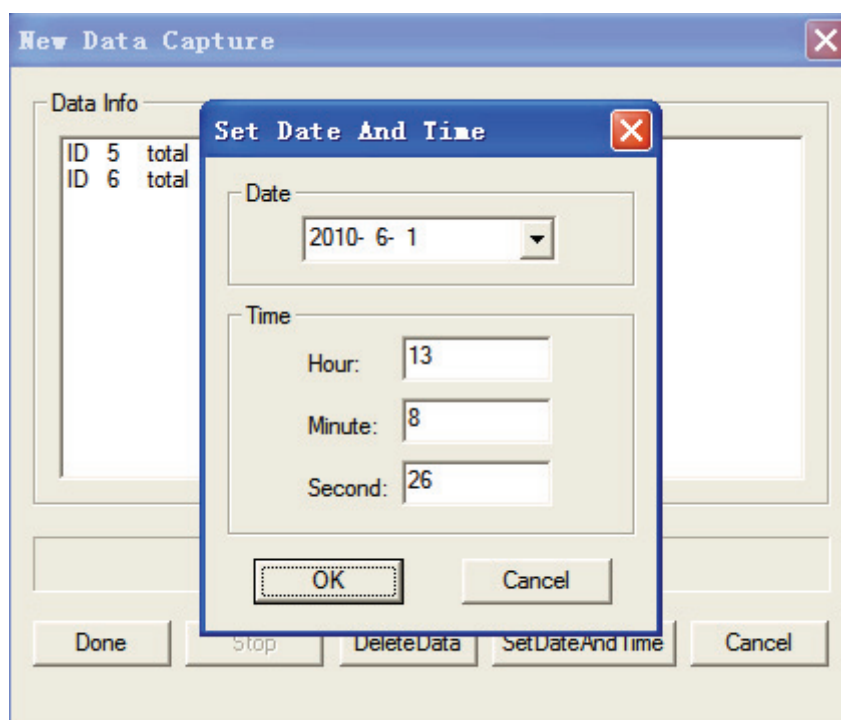 New Data Capture
Data Info
ID 5 total
ID 6 total
Set Date And Time
Date
2010- 6- 1
Time
Hour: 13
Minute: 8
Second: 26
OK Cancel
Done Stop DeleteData SetDateAndTime Cancel